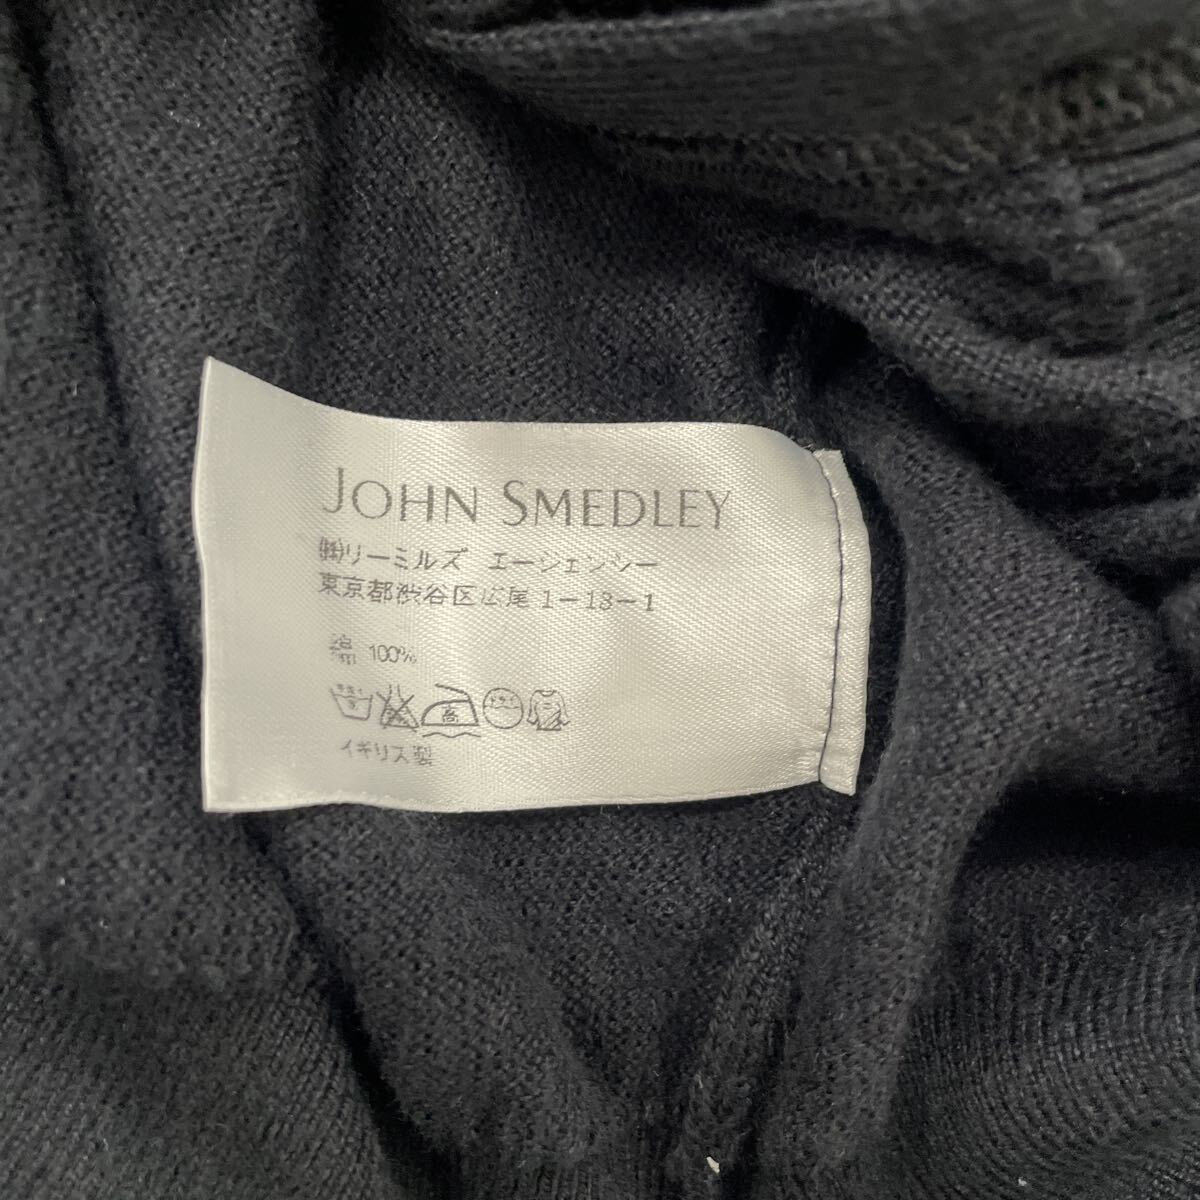 JOHN SMEDLEY
㈱リーミルズ エージェンシー
東京都渋谷区広尾 1-13-1
綿 100%
高
イギリス製